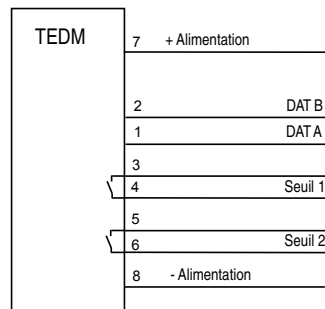 TEDM
7 + Alimentation
2 DAT B
1 DAT A
3
4 Seuil 1
5
6 Seuil 2
8 - Alimentation